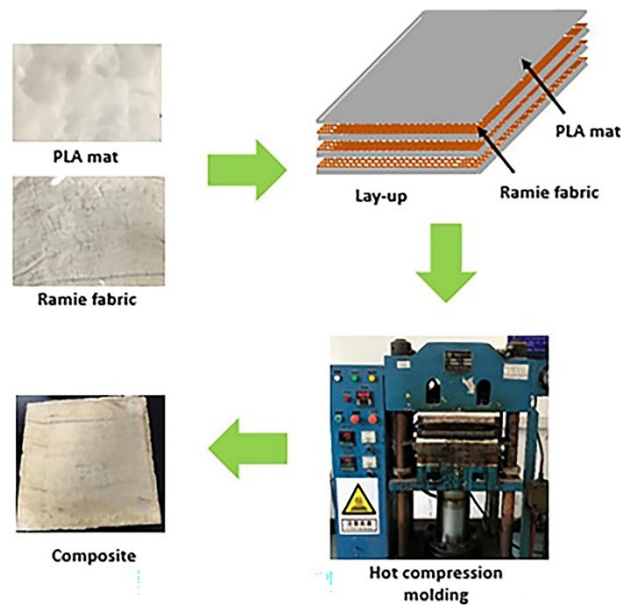 PLA mat
Ramie fabric
PLA mat
Ramie fabric
Lay-up
Hot compression
molding
Composite